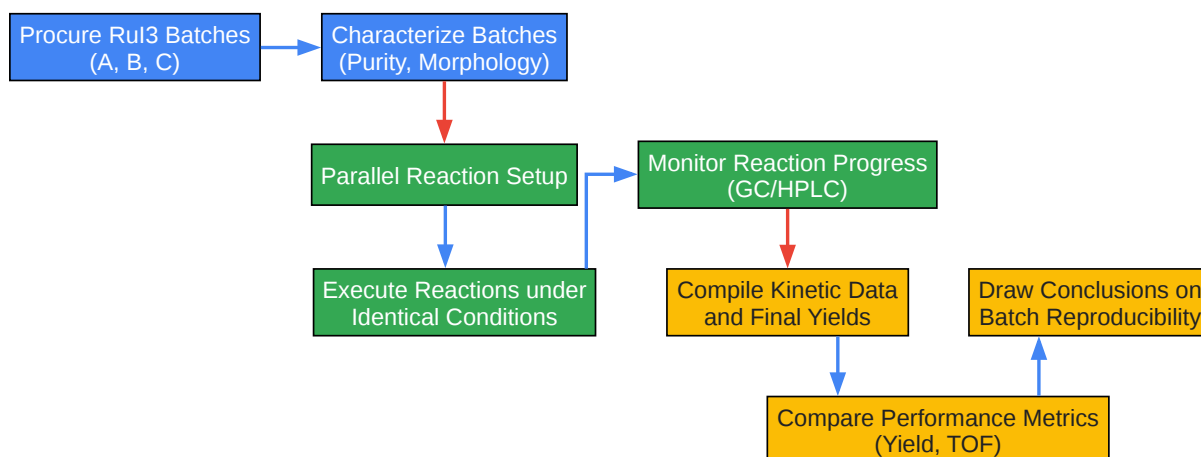 Procure RuI3 Batches
(A, B, C)
Characterize Batches
(Purity, Morphology)
Parallel Reaction Setup
Monitor Reaction Progress
(GC/HPLC)
Execute Reactions under
Identical Conditions
Compile Kinetic Data
and Final Yields
Draw Conclusions on
Batch Reproducibility
Compare Performance Metrics
(Yield, TOF)